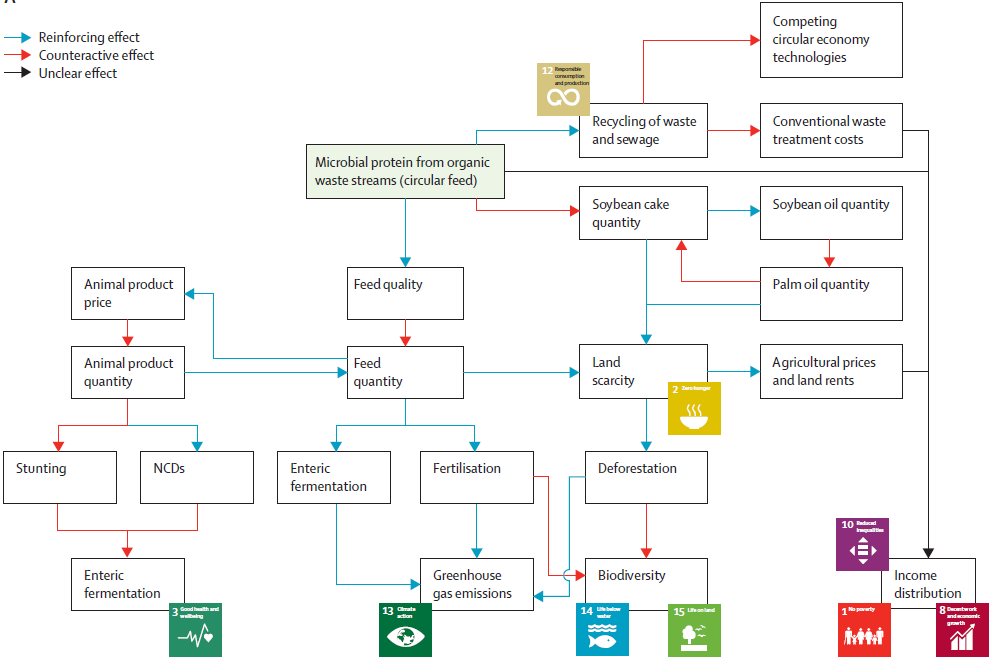 A
Reinforcing effect
Counteractive effect
Unclear effect
Competing
circular economy
technologies
12 Responsible
consumption
and production
Recycling of waste
and sewage
Conventional waste
treatment costs
Microbial protein from organic
waste streams (circular feed)
Soybean cake
quantity
Soybean oil quantity
Animal product
price
Feed quality
Palm oil quantity
Animal product
quantity
Feed
quantity
Land
scarcity
Agricultural prices
and land rents
2 Zero hunger
Stunting
NCDs
Enteric
fermentation
Fertilisation
Deforestation
10 Reduced
inequalities
Enteric
fermentation
Greenhouse
gas emissions
Biodiversity
Income
distribution
3 Good health and
wellbeing
13 Climate
action
14 Life below
water
15 Life on land
1 No poverty
8 Decent work
and economic
growth